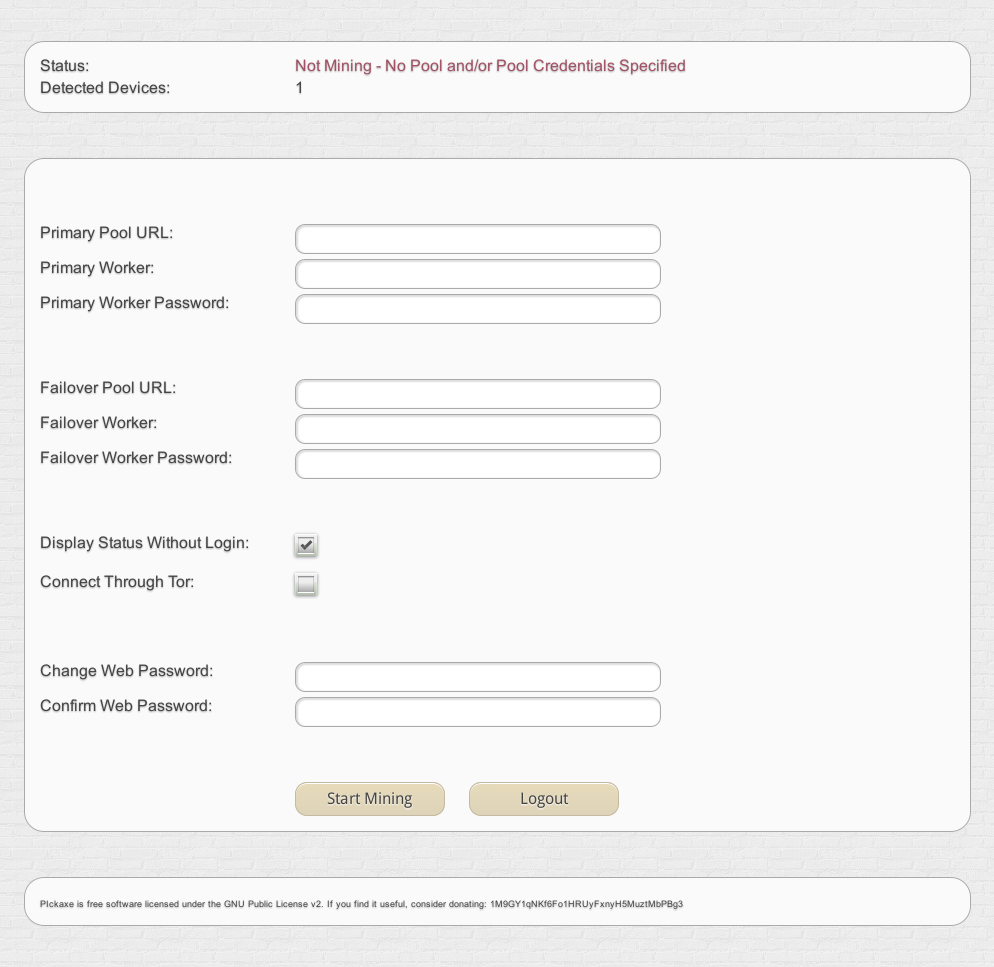 Status: Not Mining - No Pool and/or Pool Credentials Specified
Detected Devices: 1
Primary Pool URL:
Primary Worker:
Primary Worker Password:
Failover Pool URL:
Failover Worker:
Failover Worker Password:
Display Status Without Login:
Connect Through Tor:
Change Web Password:
Confirm Web Password:
Start Mining Logout
PIckaxe is free software licensed under the GNU Public License v2. If you find it useful, consider donating: 1M9GY1qNKf6Fo1HRUyFxnyH5MuztMbPBg3